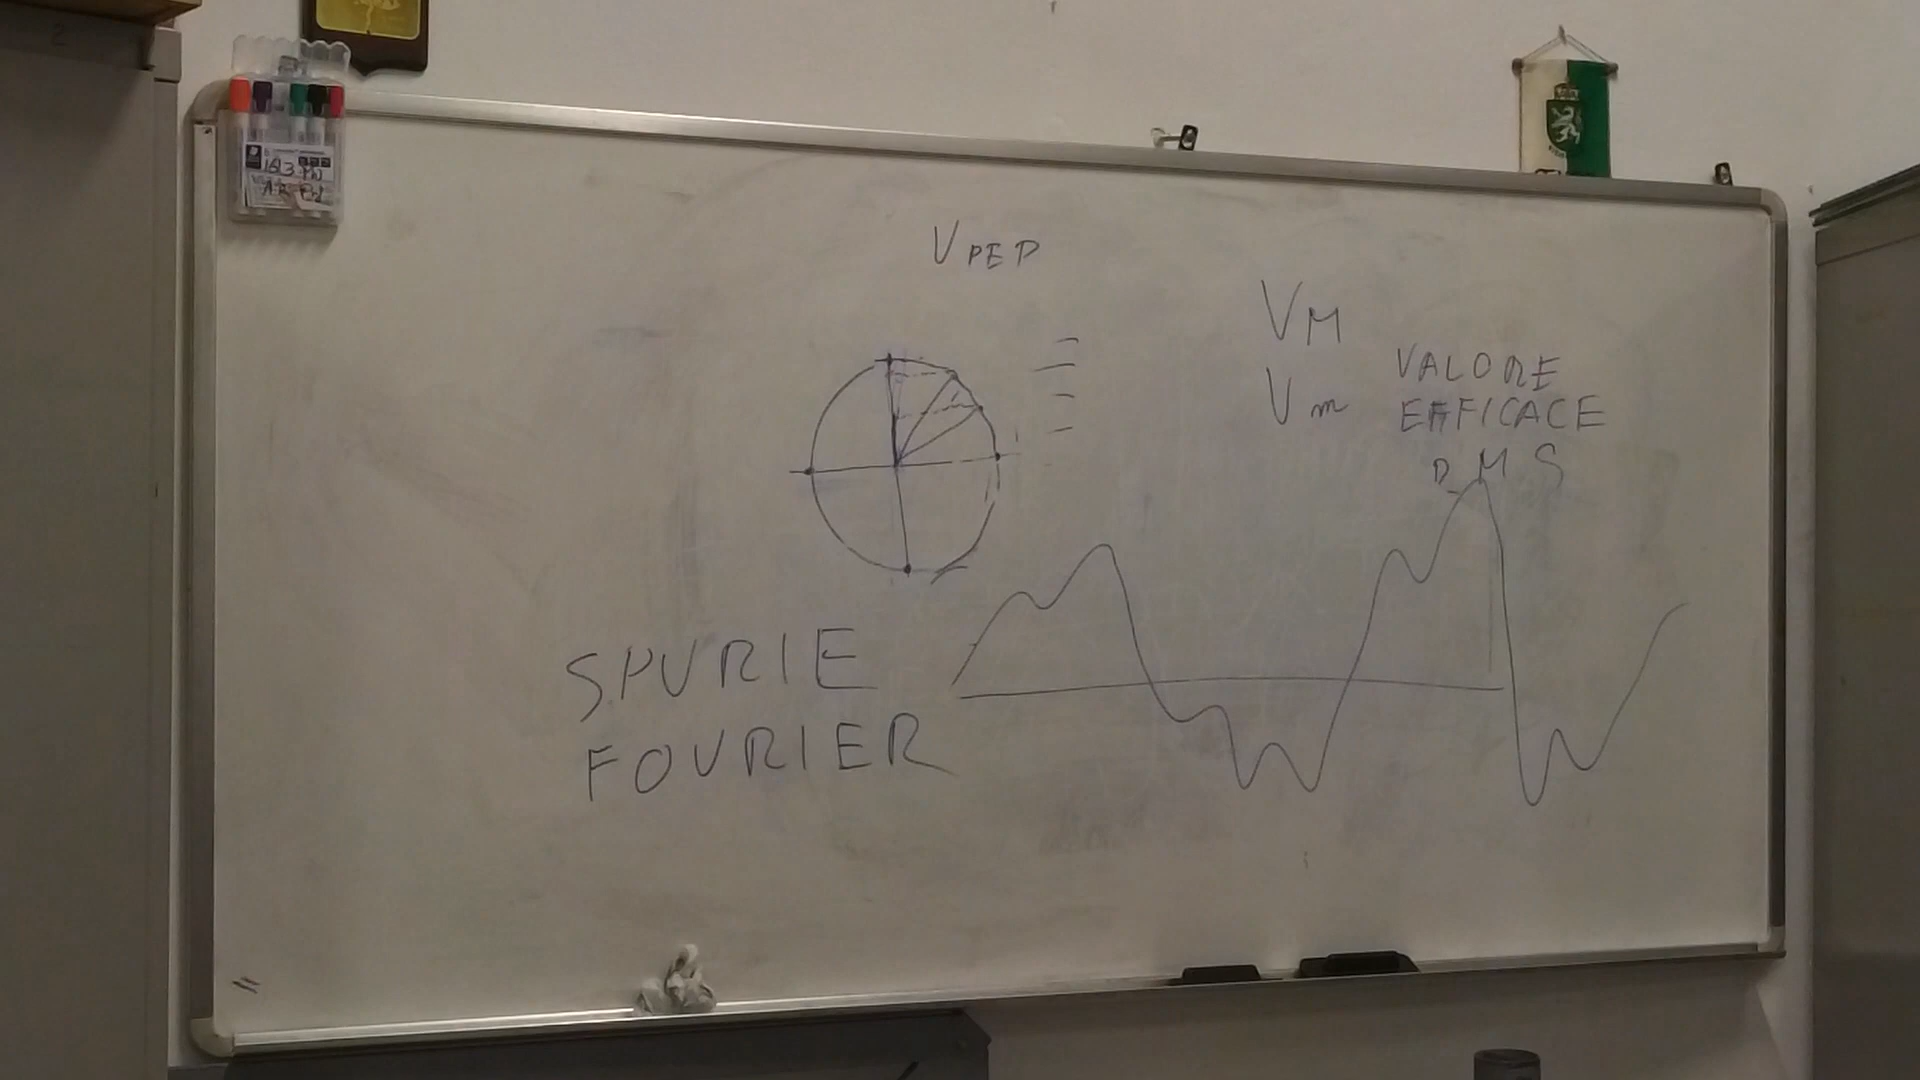 V PEP
VM
Vm
VALORE
EFFICACE
RMS
SPURIE
FOURIER